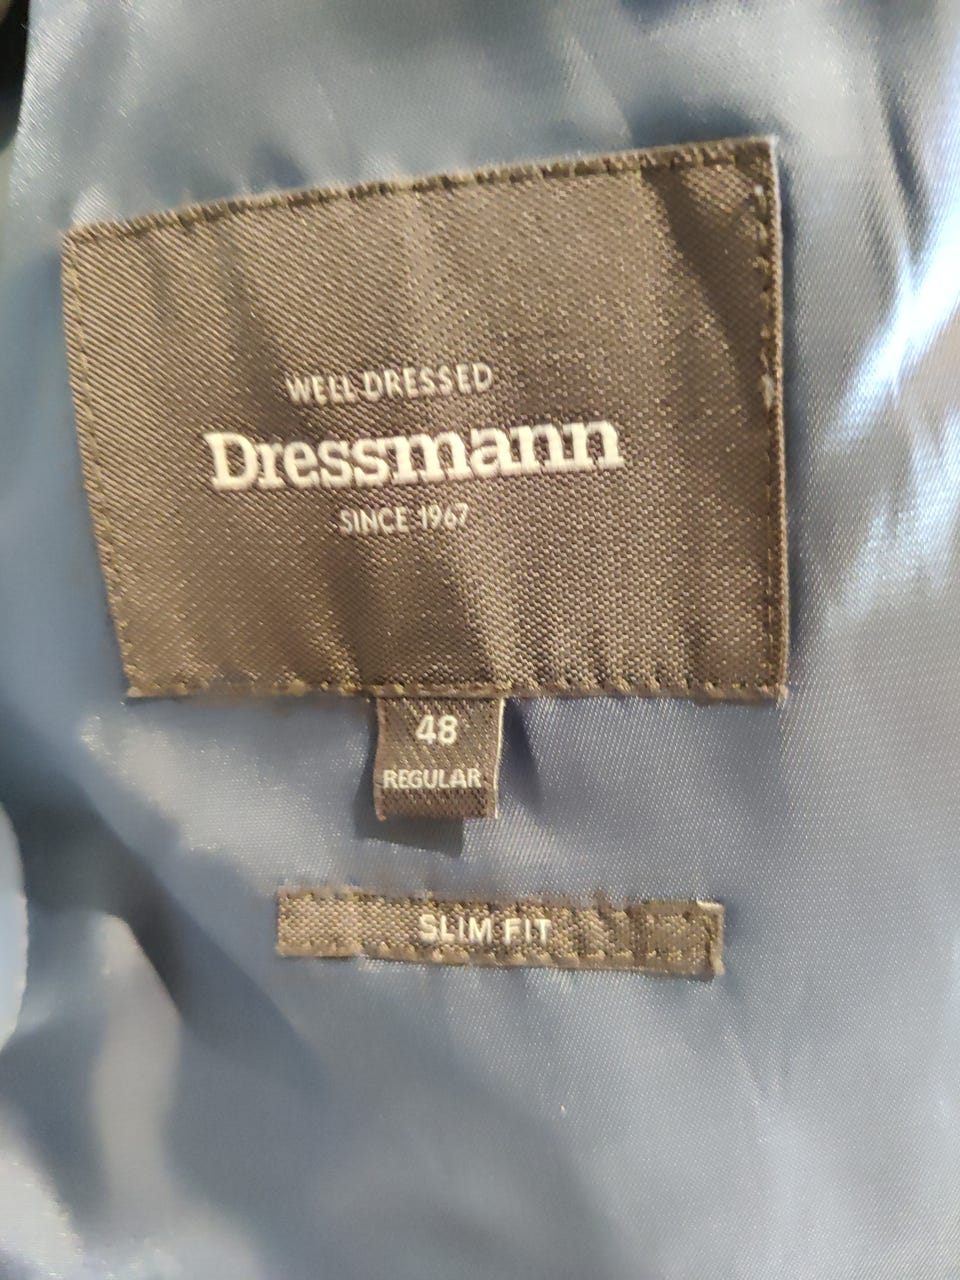 WELL DRESSED
Dressmann
SINCE 1967
48
REGULAR
SLIM FIT